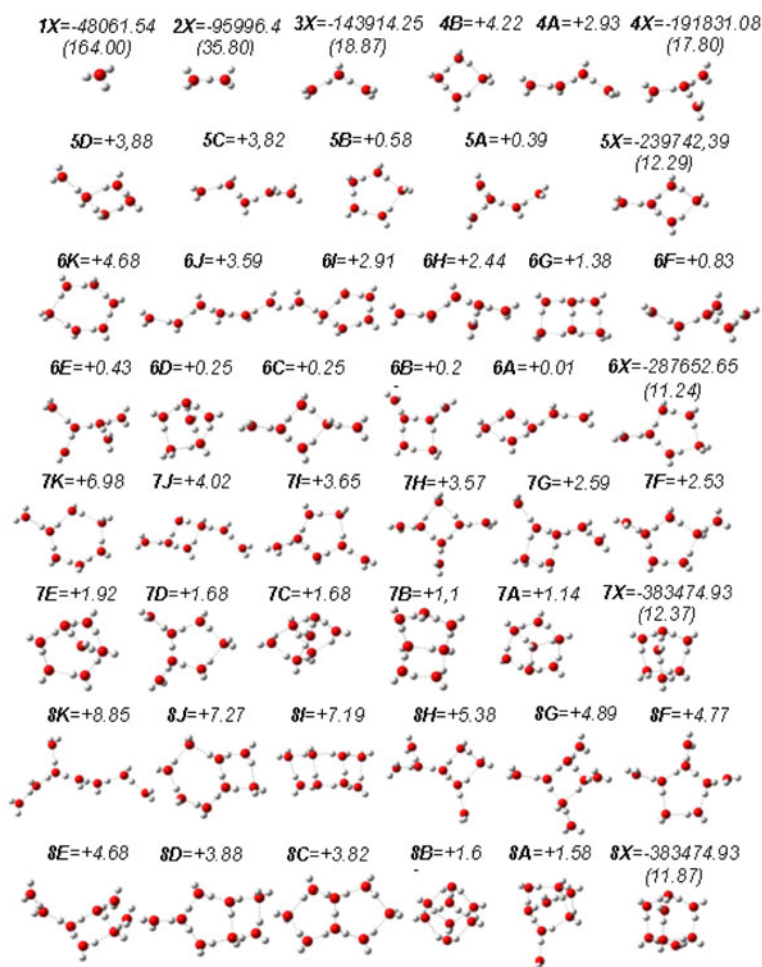 1X=-48061.54 2X=-95996.4 3X=-143914.25 4B=+4.22 4A=+2.93 4X=-191831.08
(164.00) (35.80) (18.87) (17.80)
5D=+3,88 5C=+3,82 5B=+0.58 5A=+0.39 5X=-239742,39
(12.29)
6K=+4.68 6J=+3.59 6I=+2.91 6H=+2.44 6G=+1.38 6F=+0.83
6E=+0.43 6D=+0.25 6C=+0.25 6B=+0.2 6A=+0.01 6X=-287652.65
(11.24)
7K=+6.98 7J=+4.02 7I=+3.65 7H=+3.57 7G=+2.59 7F=+2.53
7E=+1.92 7D=+1.68 7C=+1.68 7B=+1,1 7A=+1.14 7X=-383474.93
(12.37)
8K=+8.85 8J=+7.27 8I=+7.19 8H=+5.38 8G=+4.89 8F=+4.77
8E=+4.68 8D=+3.88 8C=+3.82 8B=+1.6 8A=+1.58 8X=-383474.93
(11.87)